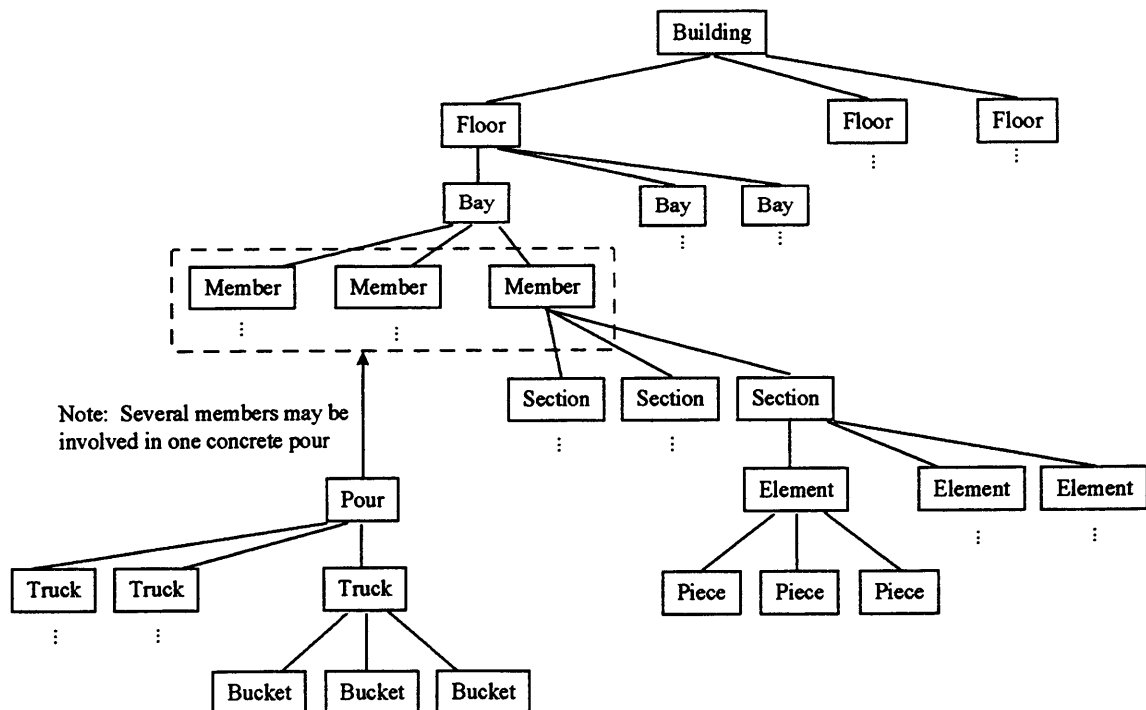 Building
Floor
Floor
Floor
Bay
Bay
Bay
Member
Member
Member
Section
Section
Section
Note: Several members may be
involved in one concrete pour
Pour
Element
Element
Element
Truck
Truck
Truck
Piece
Piece
Piece
Bucket
Bucket
Bucket